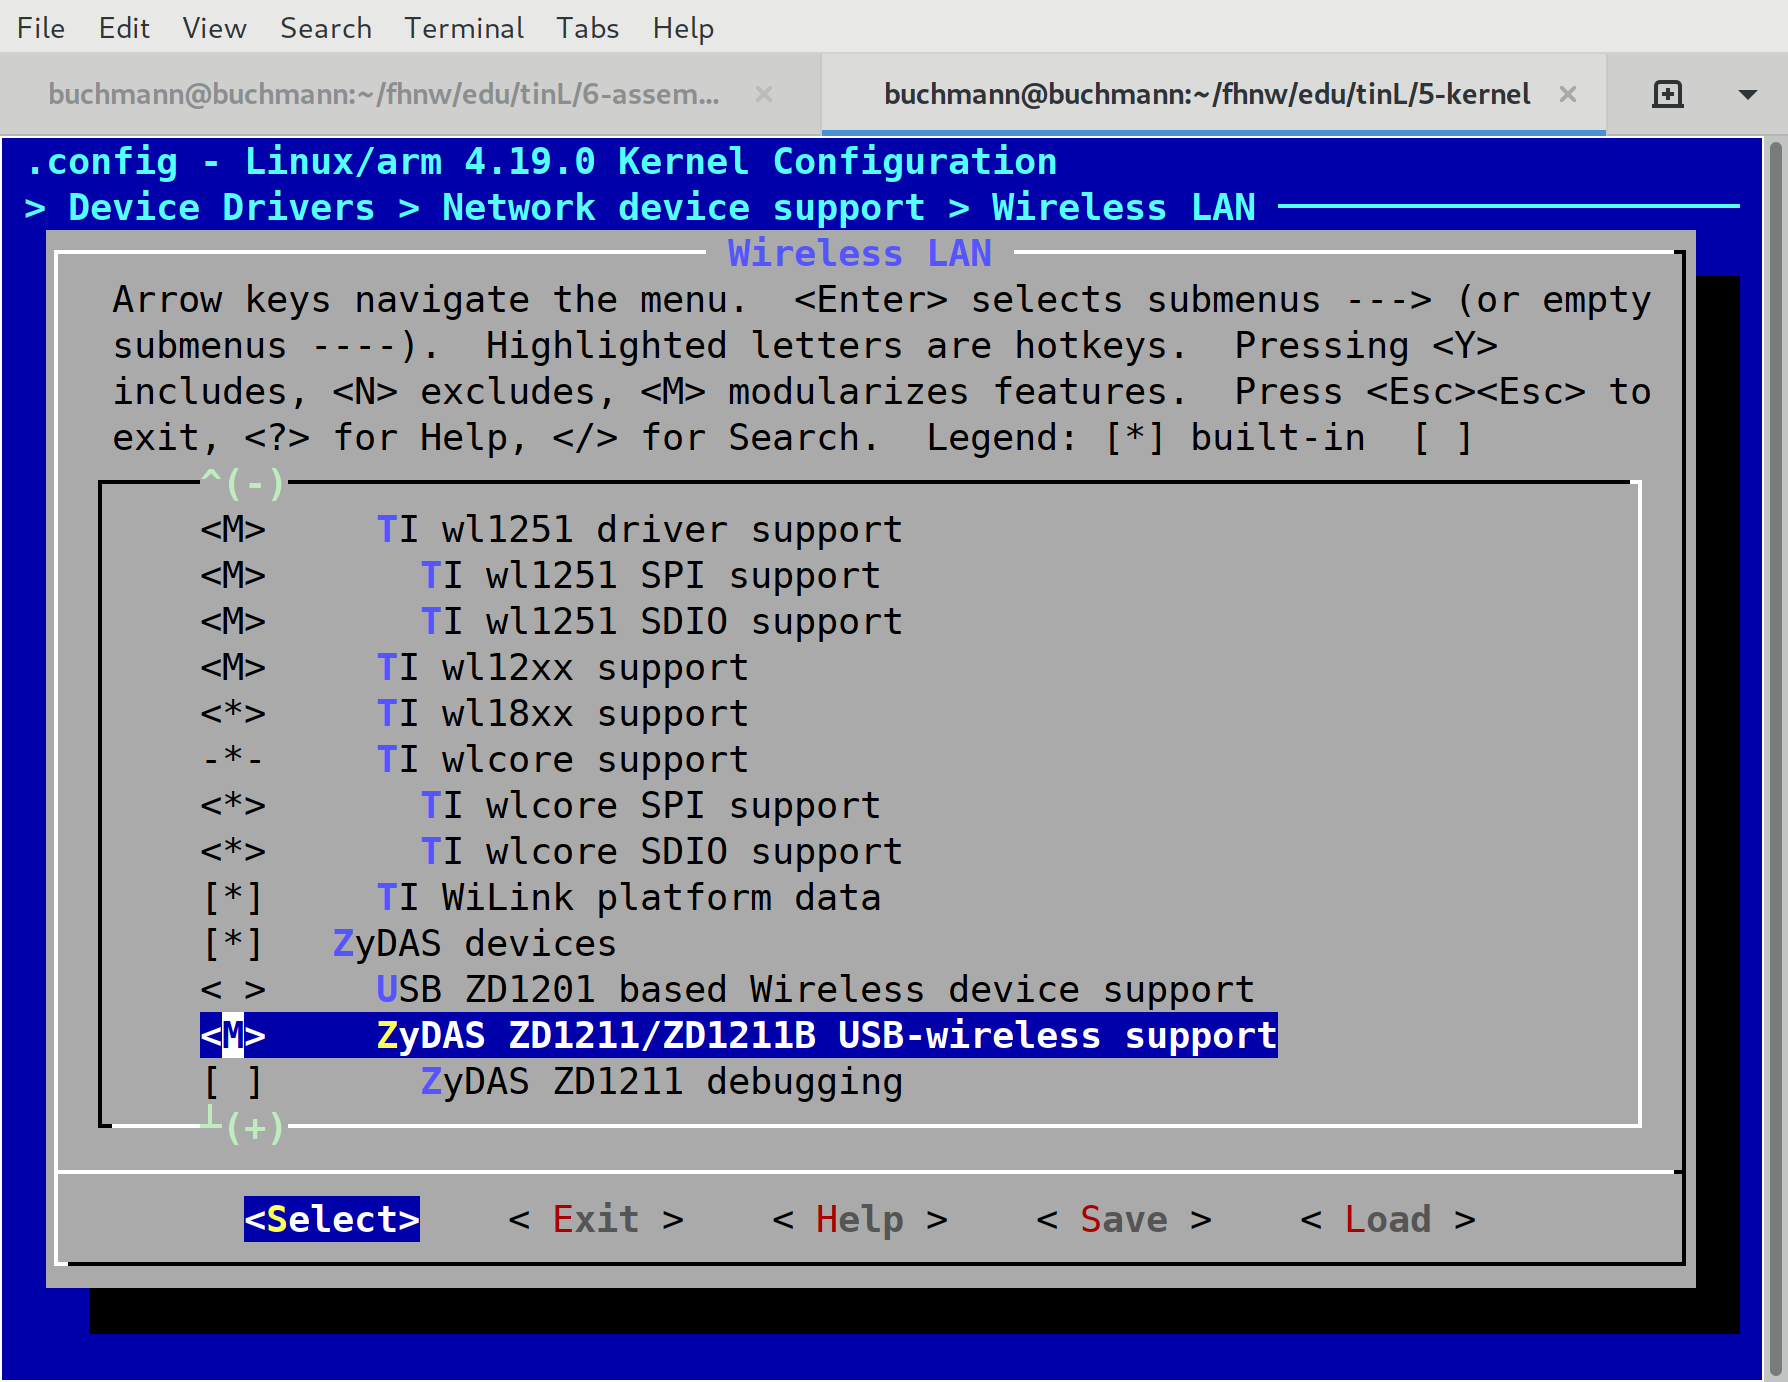 File Edit View Search Terminal Tabs Help
buchmann@buchmann:~/fhnw/edu/tinL/6-assem... × buchmann@buchmann:~/fhnw/edu/tinL/5-kernel ×
.config - Linux/arm 4.19.0 Kernel Configuration
> Device Drivers > Network device support > Wireless LAN
Wireless LAN
Arrow keys navigate the menu.  <Enter> selects submenus ---> (or empty
submenus ----).  Highlighted letters are hotkeys.  Pressing <Y>
includes, <N> excludes, <M> modularizes features.  Press <Esc><Esc> to
exit, <?> for Help, </> for Search.  Legend: [*] built-in  [ ]
^(-)
<M>     TI wl1251 driver support
<M>       TI wl1251 SPI support
<M>       TI wl1251 SDIO support
<M>     TI wl12xx support
<*>     TI wl18xx support
-*-     TI wlcore support
<*>       TI wlcore SPI support
<*>       TI wlcore SDIO support
[*]     TI WiLink platform data
[*]   ZyDAS devices
< >     USB ZD1201 based Wireless device support
<M>     ZyDAS ZD1211/ZD1211B USB-wireless support
[ ]       ZyDAS ZD1211 debugging
┴(+)
<Select>    < Exit >    < Help >    < Save >    < Load >